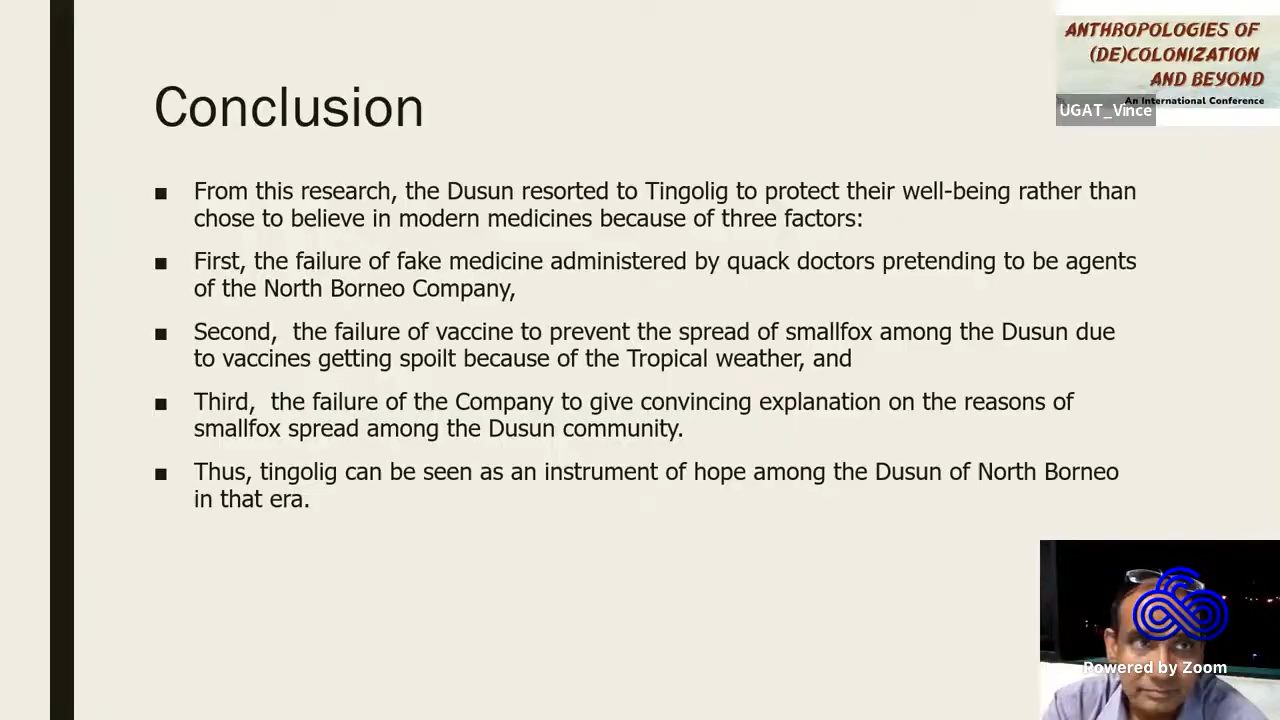 ANTHROPOLOGIES OF
(DE)COLONIZATION
AND BEYOND
An International Conference
UGAT_Vince
Conclusion
■ From this research, the Dusun resorted to Tingolig to protect their well-being rather than
chose to believe in modern medicines because of three factors:
■ First, the failure of fake medicine administered by quack doctors pretending to be agents
of the North Borneo Company,
■ Second,  the failure of vaccine to prevent the spread of smallfox among the Dusun due
to vaccines getting spoilt because of the Tropical weather, and
■ Third,  the failure of the Company to give convincing explanation on the reasons of
smallfox spread among the Dusun community.
■ Thus, tingolig can be seen as an instrument of hope among the Dusun of North Borneo
in that era.
Powered by Zoom